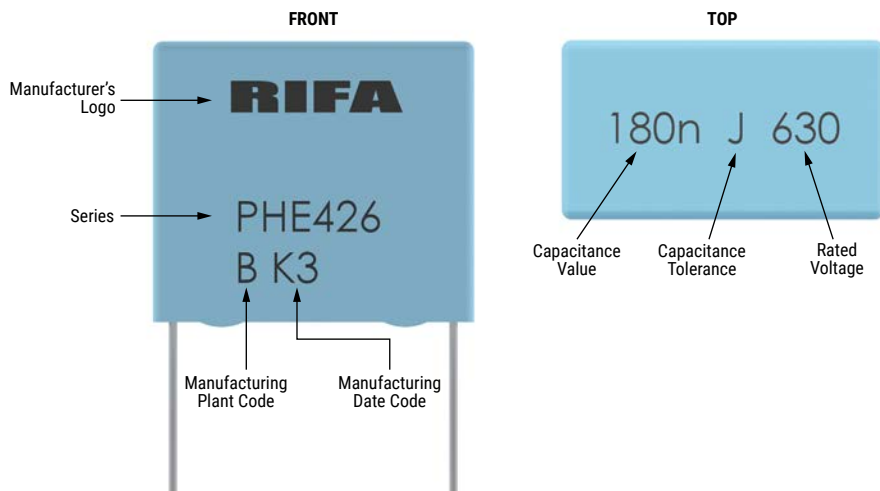 FRONT
Manufacturer's
Logo
RIFA
Series
PHE426
B K3
Manufacturing
Plant Code
Manufacturing
Date Code
TOP
180n J 630
Capacitance
Value
Capacitance
Tolerance
Rated
Voltage